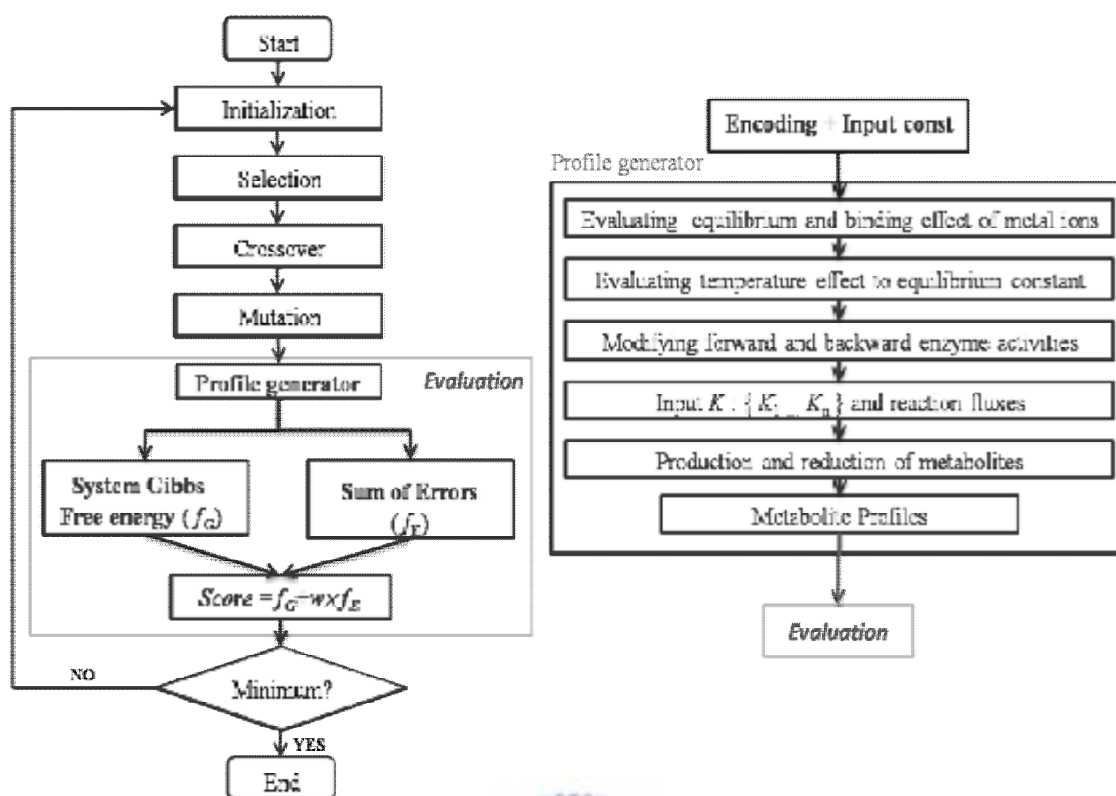 Start
Initialization
Selection
Crossover
Mutation
Profile generator
Evaluation
System Gibbs
Free energy (f_G)
Sum of Errors
(f_E)
Score = f_G+w×f_E
NO
Minimum?
YES
End
Encoding + Input const
Profile generator
Evaluating equilibrium and binding effect of metal ions
Evaluating temperature effect to equilibrium constant
Modifying forward and backward enzyme activities
Input K : { K_1 ... K_n } and reaction fluxes
Production and reduction of metabolites
Metabolite Profiles
Evaluation